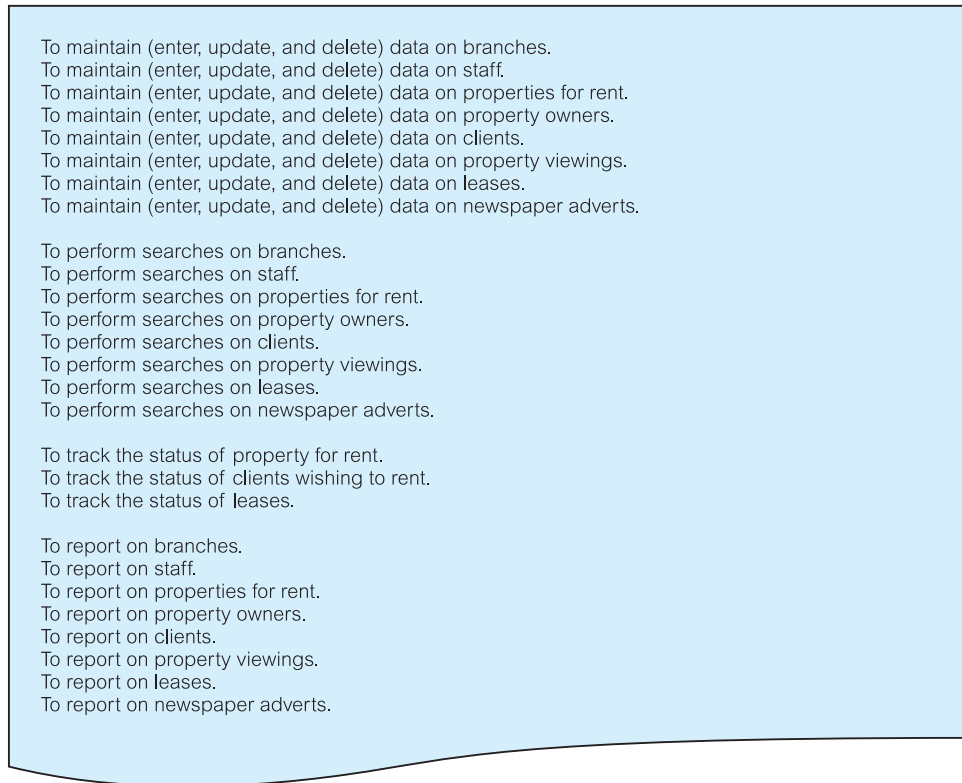 To maintain (enter, update, and delete) data on branches.
To maintain (enter, update, and delete) data on staff.
To maintain (enter, update, and delete) data on properties for rent.
To maintain (enter, update, and delete) data on property owners.
To maintain (enter, update, and delete) data on clients.
To maintain (enter, update, and delete) data on property viewings.
To maintain (enter, update, and delete) data on leases.
To maintain (enter, update, and delete) data on newspaper adverts.
To perform searches on branches.
To perform searches on staff.
To perform searches on properties for rent.
To perform searches on property owners.
To perform searches on clients.
To perform searches on property viewings.
To perform searches on leases.
To perform searches on newspaper adverts.
To track the status of property for rent.
To track the status of clients wishing to rent.
To track the status of leases.
To report on branches.
To report on staff.
To report on properties for rent.
To report on property owners.
To report on clients.
To report on property viewings.
To report on leases.
To report on newspaper adverts.